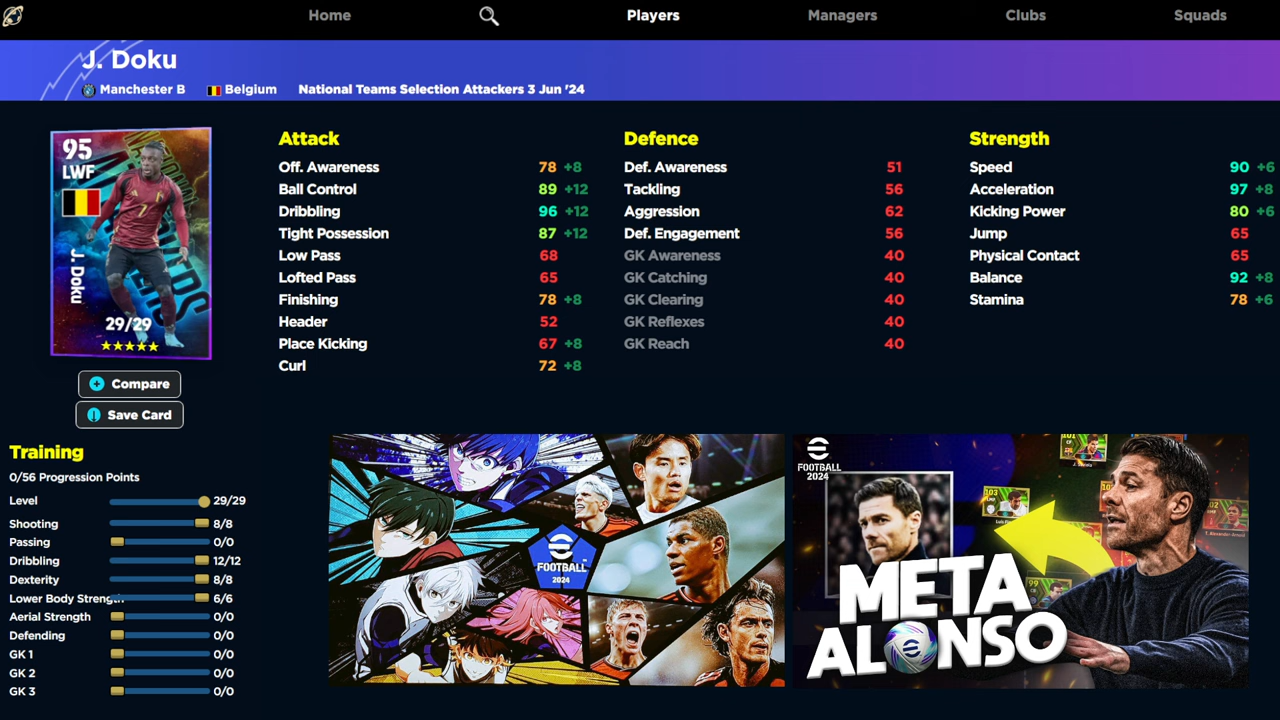 Home Players Managers Clubs Squads
J. Doku
Manchester B Belgium National Teams Selection Attackers 3 Jun '24
95
LWF
J. Doku
29/29
Compare
Save Card
Attack
Off. Awareness 78 +8
Ball Control 89 +12
Dribbling 96 +12
Tight Possession 87 +12
Low Pass 68
Lofted Pass 65
Finishing 78 +8
Header 52
Place Kicking 67 +8
Curl 72 +8
Defence
Def. Awareness 51
Tackling 56
Aggression 62
Def. Engagement 56
GK Awareness 40
GK Catching 40
GK Clearing 40
GK Reflexes 40
GK Reach 40
Strength
Speed 90 +6
Acceleration 97 +8
Kicking Power 80 +6
Jump 65
Physical Contact 65
Balance 92 +8
Stamina 78 +6
Training
0/56 Progression Points
Level 29/29
Shooting 8/8
Passing 0/0
Dribbling 12/12
Dexterity 8/8
Lower Body Strength 6/6
Aerial Strength 0/0
Defending 0/0
GK 1 0/0
GK 2 0/0
GK 3 0/0
FOOTBALL
2024
FOOTBALL
2024
103
102
99
META
ALONSO